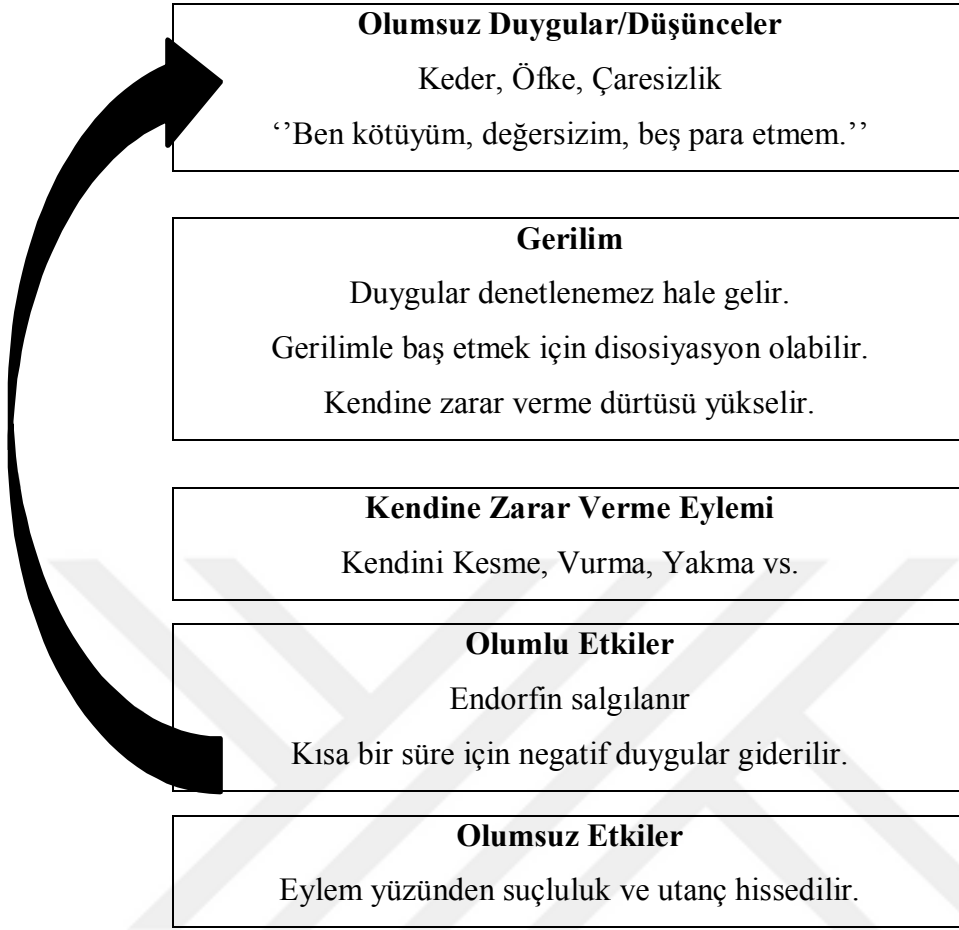 Olumsuz Duygular/Düşünceler
Keder, Öfke, Çaresizlik
‘’Ben kötüyüm, değersizim, beş para etmem.’’
Gerilim
Duygular denetlenemez hale gelir.
Gerilimle baş etmek için disosiyasyon olabilir.
Kendine zarar verme dürtüsü yükselir.
Kendine Zarar Verme Eylemi
Kendini Kesme, Vurma, Yakma vs.
Olumlu Etkiler
Endorfin salgılanır
Kısa bir süre için negatif duygular giderilir.
Olumsuz Etkiler
Eylem yüzünden suçluluk ve utanç hissedilir.